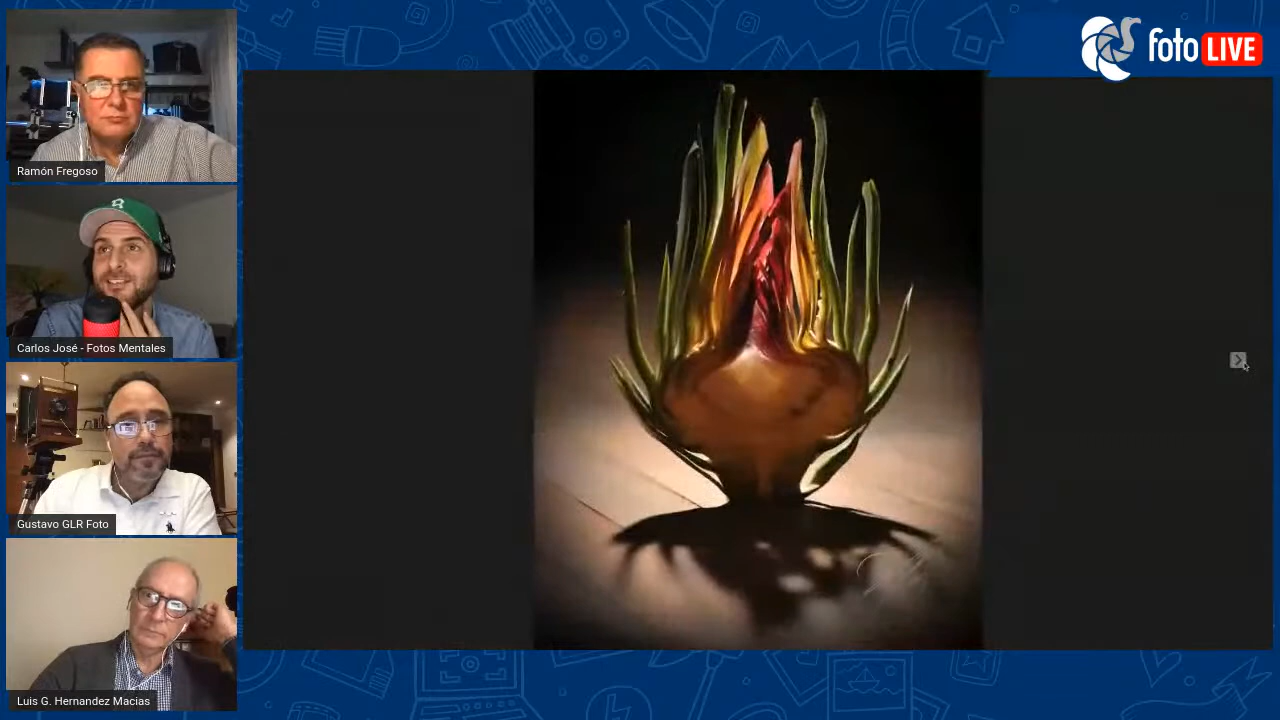 foto LIVE
Ramón Fregoso
Carlos José - Fotos Mentales
Gustavo GLR Foto
Luis G. Hernandez Macias